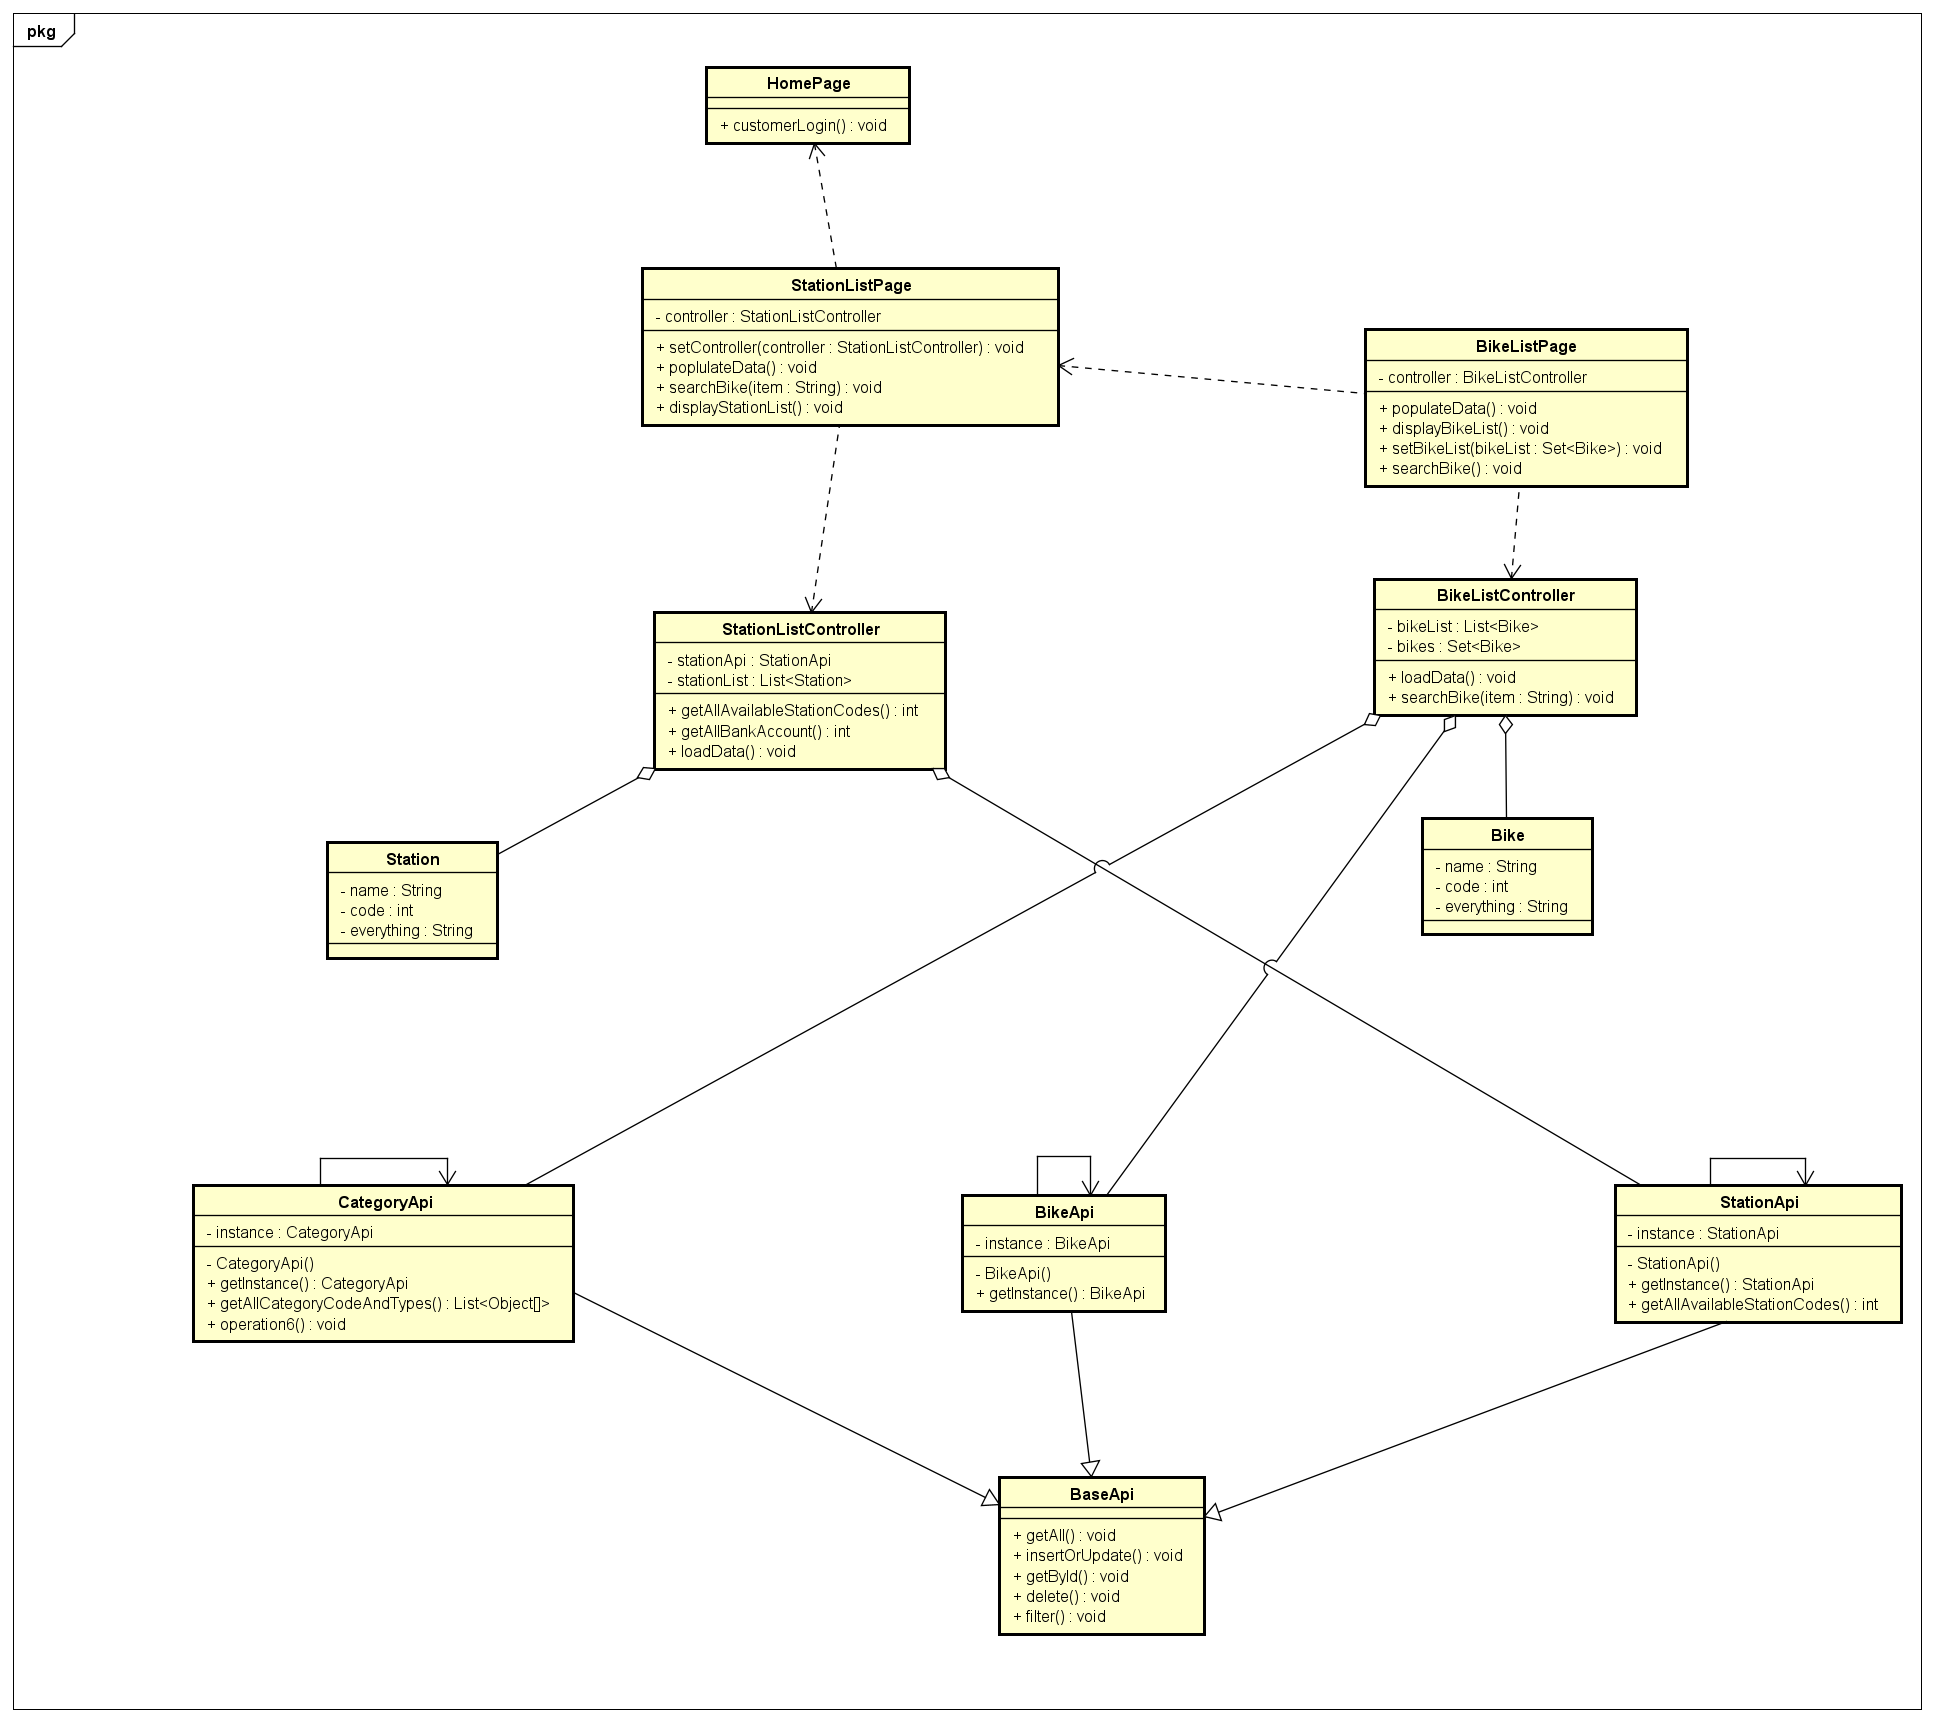 pkg
HomePage
+ customerLogin() : void
StationListPage
- controller : StationListController
+ setController(controller : StationListController) : void
+ poplulateData() : void
+ searchBike(item : String) : void
+ displayStationList() : void
BikeListPage
- controller : BikeListController
+ populateData() : void
+ displayBikeList() : void
+ setBikeList(bikeList : Set<Bike>) : void
+ searchBike() : void
StationListController
- stationApi : StationApi
- stationList : List<Station>
+ getAllAvailableStationCodes() : int
+ getAllBankAccount() : int
+ loadData() : void
BikeListController
- bikeList : List<Bike>
- bikes : Set<Bike>
+ loadData() : void
+ searchBike(item : String) : void
Station
- name : String
- code : int
- everything : String
Bike
- name : String
- code : int
- everything : String
CategoryApi
- instance : CategoryApi
- CategoryApi()
+ getInstance() : CategoryApi
+ getAllCategoryCodeAndTypes() : List<Object[]>
+ operation6() : void
BikeApi
- instance : BikeApi
- BikeApi()
+ getInstance() : BikeApi
StationApi
- instance : StationApi
- StationApi()
+ getInstance() : StationApi
+ getAllAvailableStationCodes() : int
BaseApi
+ getAll() : void
+ insertOrUpdate() : void
+ getById() : void
+ delete() : void
+ filter() : void